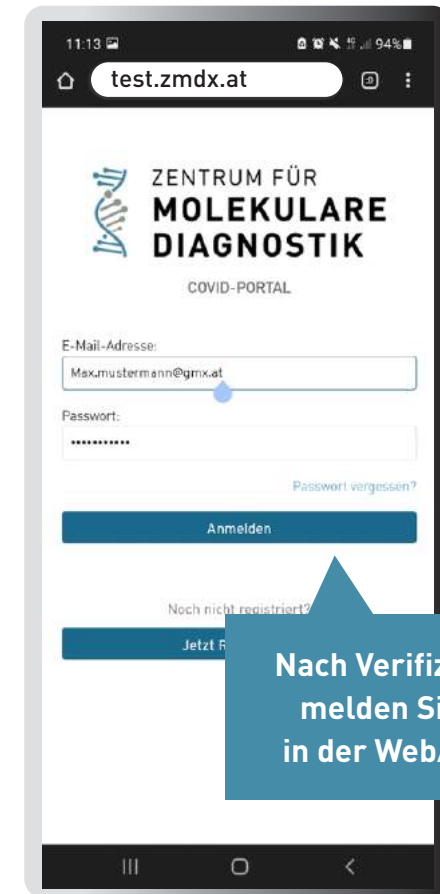 11:13
94%
test.zmdx.at
ZENTRUM FÜR
MOLEKULARE
DIAGNOSTIK
COVID-PORTAL
E-Mail-Adresse:
Max.mustermann@gmx.at
Passwort:
•••••••••••
Passwort vergessen?
Anmelden
Noch nicht registriert?
Jetzt R
Nach Verifiz
melden Si
in der Web